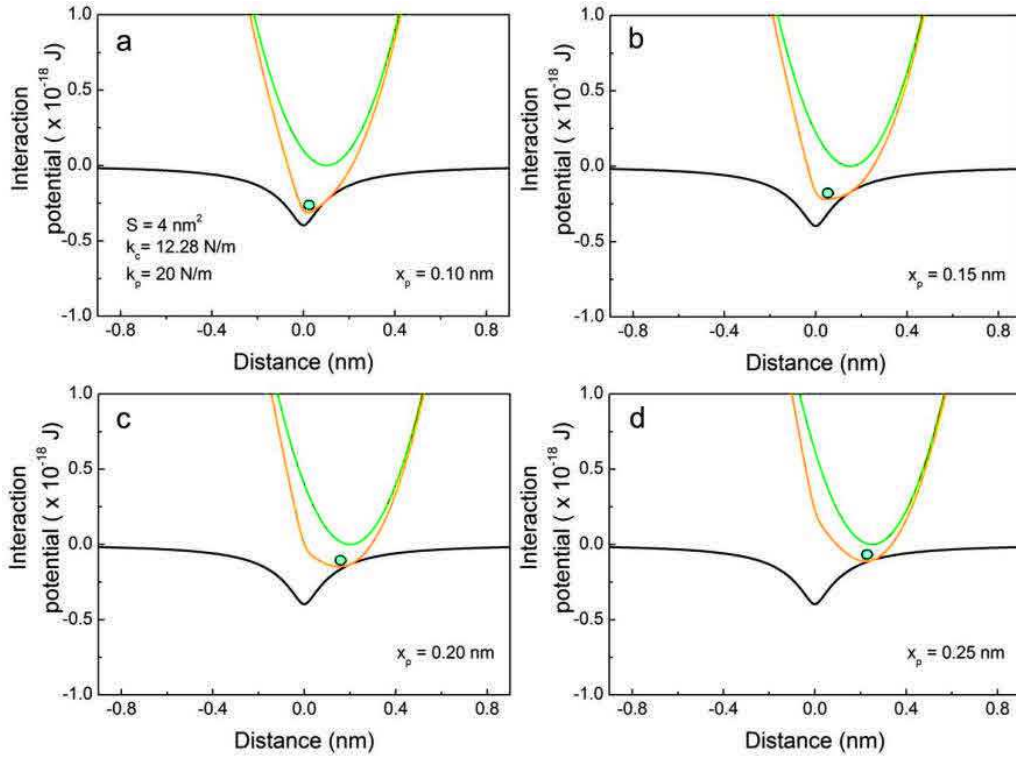 a
Interaction
potential ( x 10⁻¹⁸ J)
1.0
0.5
0.0
-0.5
-1.0
S = 4 nm²
k_c= 12.28 N/m
k_p= 20 N/m
x_p = 0.10 nm
-0.8 -0.4 0.0 0.4 0.8
Distance (nm)
b
Interaction
potential ( x 10⁻¹⁸ J)
1.0
0.5
0.0
-0.5
-1.0
x_p = 0.15 nm
-0.8 -0.4 0.0 0.4 0.8
Distance (nm)
c
Interaction
potential ( x 10⁻¹⁸ J)
1.0
0.5
0.0
-0.5
-1.0
x_p = 0.20 nm
-0.8 -0.4 0.0 0.4 0.8
Distance (nm)
d
Interaction
potential ( x 10⁻¹⁸ J)
1.0
0.5
0.0
-0.5
-1.0
x_p = 0.25 nm
-0.8 -0.4 0.0 0.4 0.8
Distance (nm)